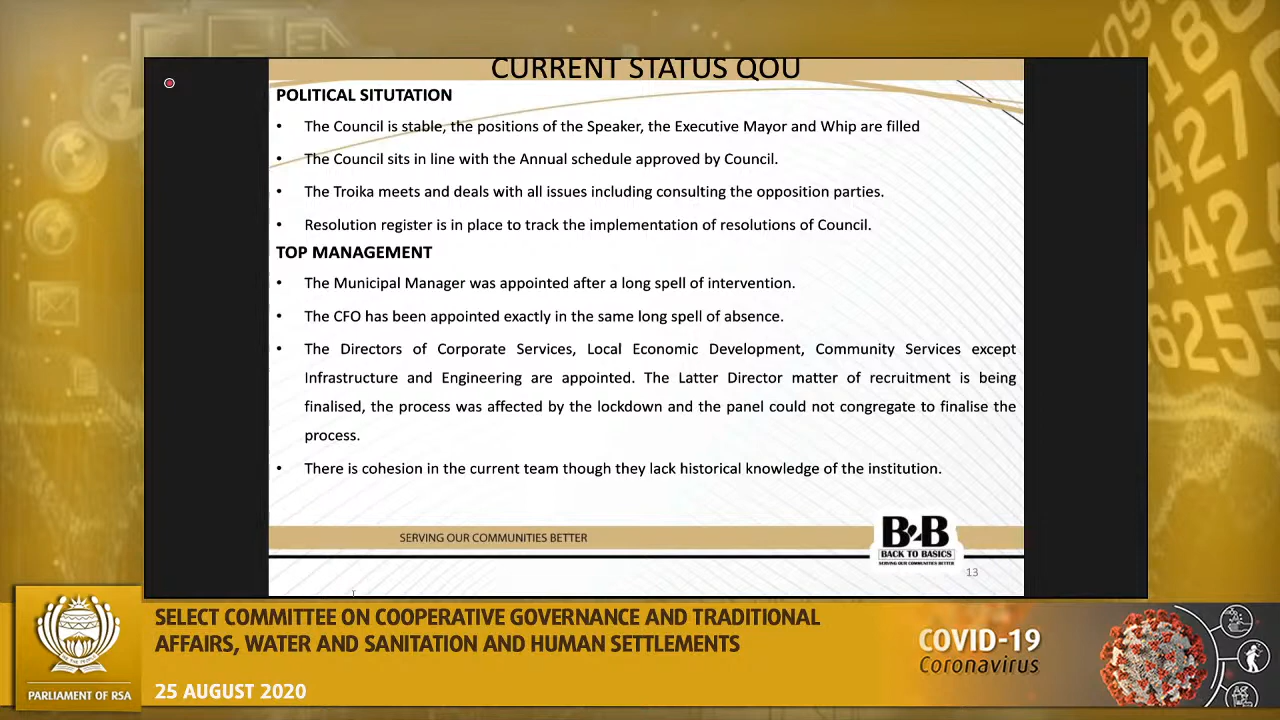 CURRENT STATUS QOU
POLITICAL SITUTATION
• The Council is stable, the positions of the Speaker, the Executive Mayor and Whip are filled
• The Council sits in line with the Annual schedule approved by Council.
• The Troika meets and deals with all issues including consulting the opposition parties.
• Resolution register is in place to track the implementation of resolutions of Council.
TOP MANAGEMENT
• The Municipal Manager was appointed after a long spell of intervention.
• The CFO has been appointed exactly in the same long spell of absence.
• The Directors of Corporate Services, Local Economic Development, Community Services except
Infrastructure and Engineering are appointed. The Latter Director matter of recruitment is being
finalised, the process was affected by the lockdown and the panel could not congregate to finalise the
process.
• There is cohesion in the current team though they lack historical knowledge of the institution.
SERVING OUR COMMUNITIES BETTER
B2B
BACK TO BASICS
SERVING OUR COMMUNITIES BETTER
13
SELECT COMMITTEE ON COOPERATIVE GOVERNANCE AND TRADITIONAL
AFFAIRS, WATER AND SANITATION AND HUMAN SETTLEMENTS
25 AUGUST 2020
PARLIAMENT OF RSA
COVID-19
Coronavirus